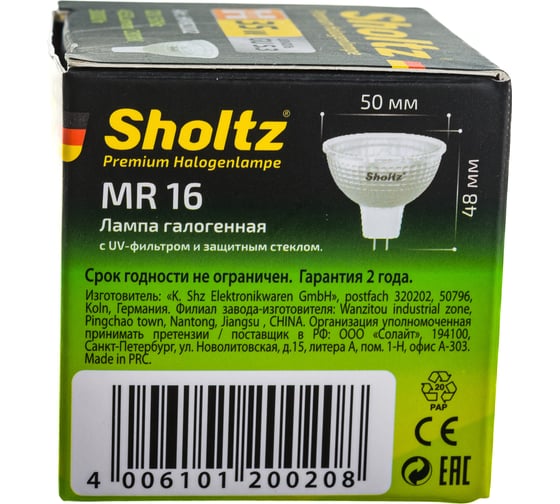 35W GU5.3
Sholtz®
Premium Halogenlampe
50 мм
Sholtz
48 мм
MR 16
Лампа галогенная
с UV-фильтром и защитным стеклом.
Срок годности не ограничен. Гарантия 2 года.
Изготовитель: «K. Shz Elektronikwaren GmbH», postfach 320202, 50796,
Koln, Германия. Филиал завода-изготовителя: Wanzitou industrial zone,
Pingchao town, Nantong, Jiangsu , CHINA. Организация уполномоченная
принимать претензии / поставщик в РФ: ООО «Солайт», 194100,
Санкт-Петербург, ул. Новолитовская, д.15, литера А, пом. 1-Н, офис А-303.
Made in PRC.
20
PAP
CE
EAC
4 006101 200208